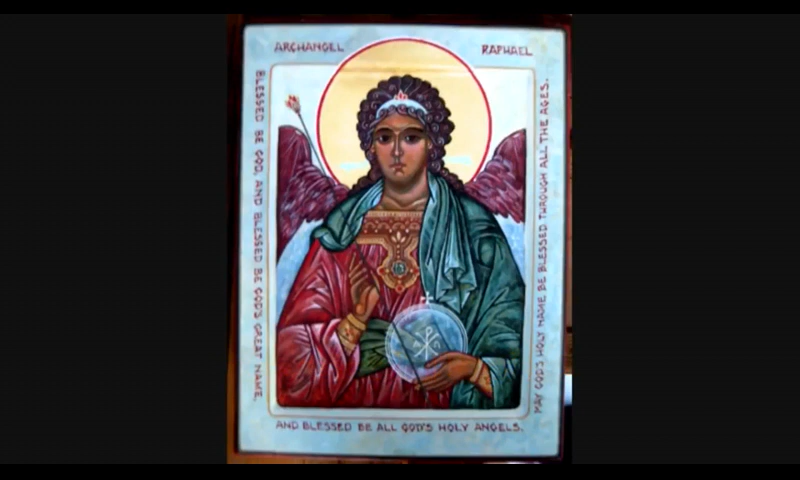 ARCHANGEL RAPHAEL
BLESSED BE GOD, AND BLESSED BE GOD'S GREAT NAME,
MAY GOD'S HOLY NAME BE BLESSED THROUGH ALL THE AGES.
AND BLESSED BE ALL GOD'S HOLY ANGELS.